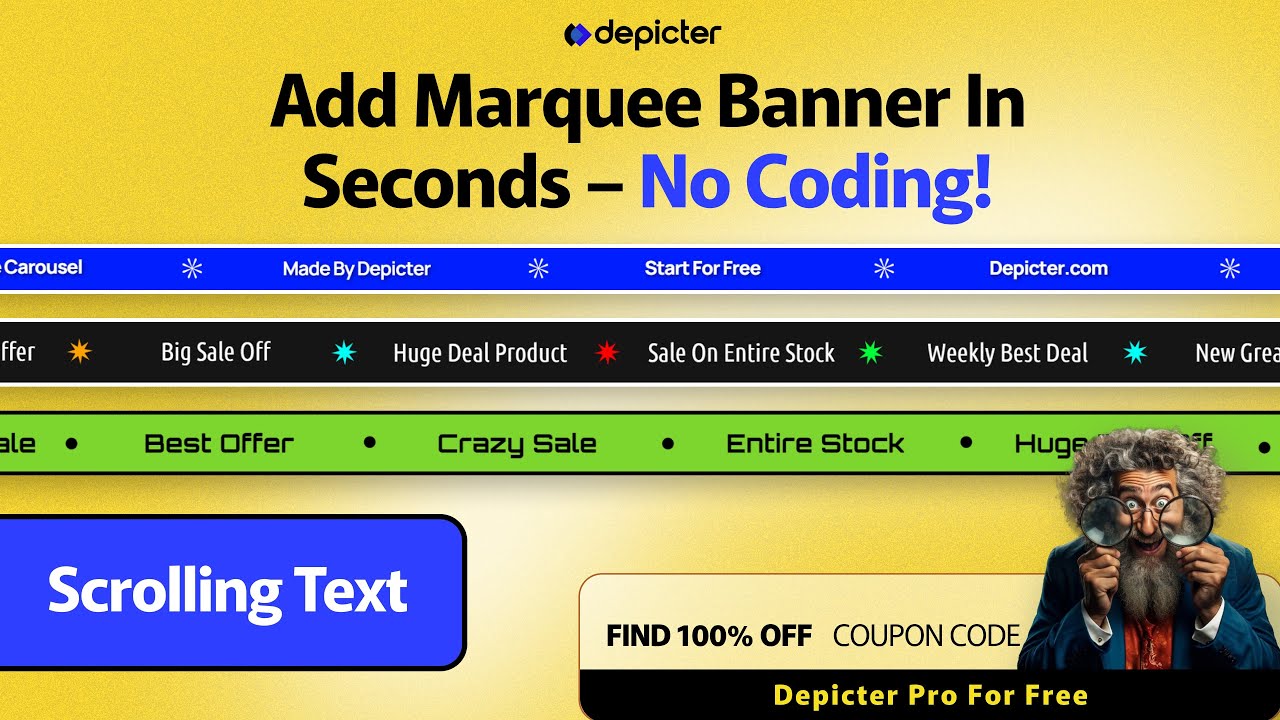 depicter
Add Marquee Banner In
Seconds – No Coding!
Carousel Made By Depicter Start For Free Depicter.com
ffer Big Sale Off Huge Deal Product Sale On Entire Stock Weekly Best Deal New Grea
ale Best Offer Crazy Sale Entire Stock Huge
Scrolling Text
FIND 100% OFF COUPON CODE
Depicter Pro For Free